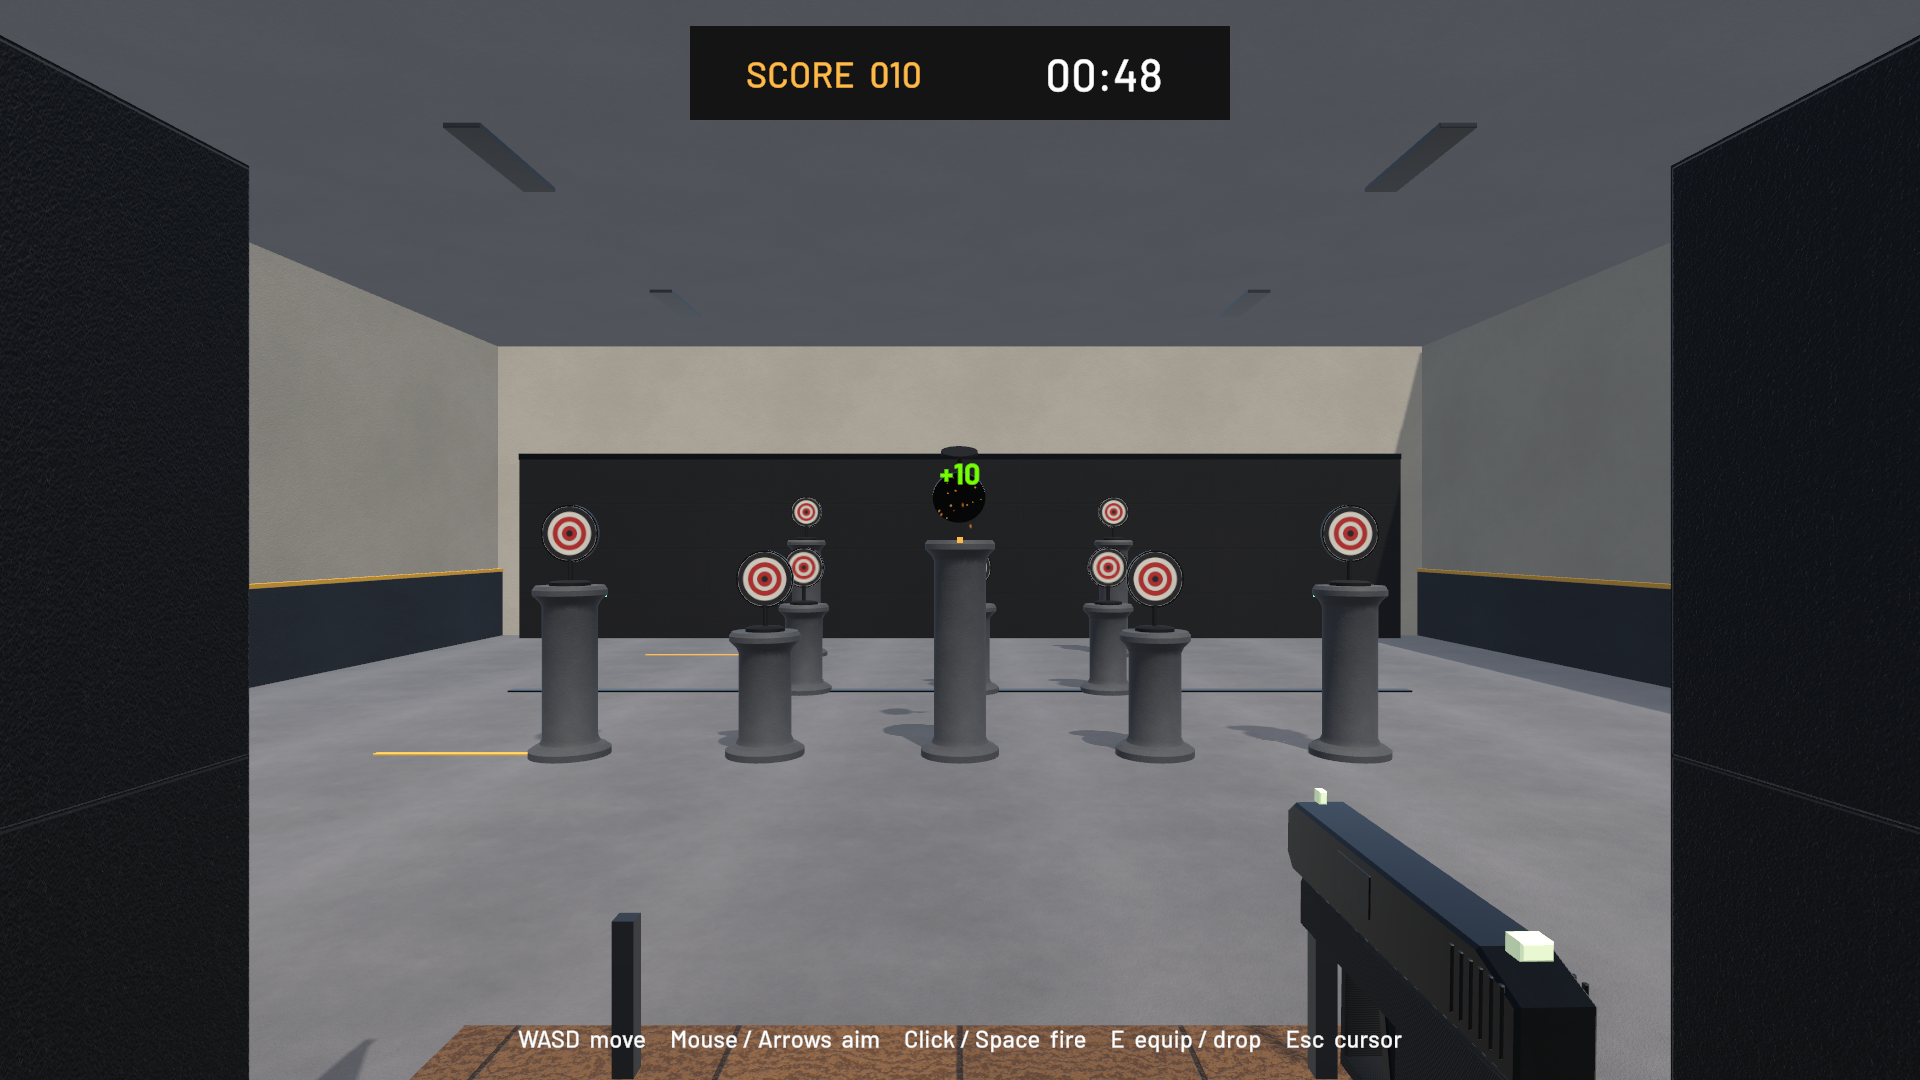 SCORE 010 00:48
+10
WASD move Mouse / Arrows aim Click / Space fire E equip / drop Esc cursor